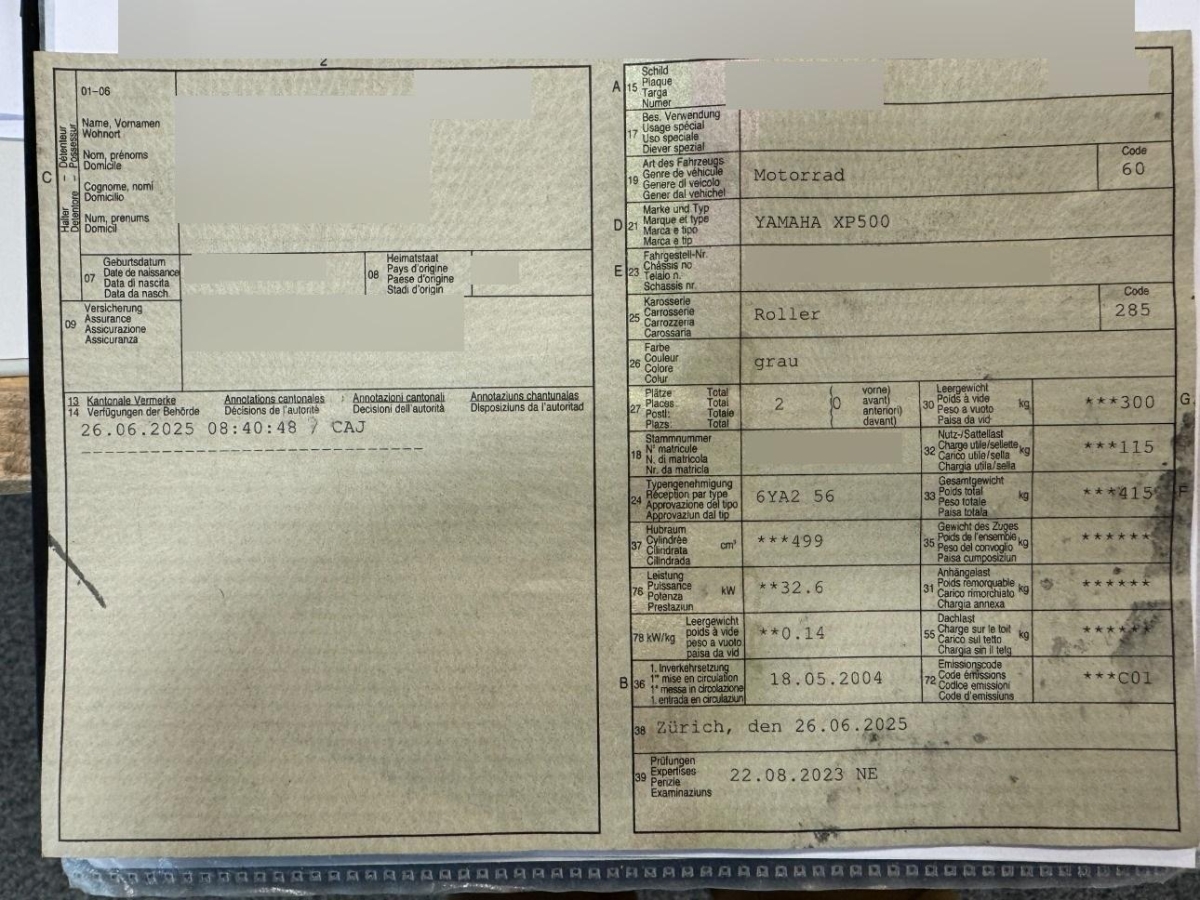 2
C
Halter – Détenteur
Detentore – Possessur
01-06
Name, Vornamen
Wohnort
Nom, prénoms
Domicile
Cognome, nomi
Domicilio
Num, prenums
Domicil
07
Geburtsdatum
Date de naissance
Data di nascita
Data da nasch.
08
Heimatstaat
Pays d'origine
Paese d'origine
Stadi d'origin
09
Versicherung
Assurance
Assicurazione
Assicuranza
13 Kantonale Vermerke Annotations cantonales Annotazioni cantonali Annotaziuns chantunalas
14 Verfügungen der Behörde Décisions de l'autorité Decisioni dell'autorità Disposiziuns da l'autoritad
26.06.2025 08:40:48 / CAJ
A 15
Schild
Plaque
Targa
Numer
17
Bes. Verwendung
Usage spécial
Uso speciale
Diever spezial
19
Art des Fahrzeugs
Genre de véhicule
Genere di veicolo
Gener dal vehichel
Motorrad
Code
60
D 21
Marke und Typ
Marque et type
Marca e tipo
Marca e tip
YAMAHA XP500
E 23
Fahrgestell-Nr.
Châssis no
Telaio n.
Schassis nr.
25
Karosserie
Carrosserie
Carrozzeria
Carossaria
Roller
Code
285
26
Farbe
Couleur
Colore
Colur
grau
27
Plätze Total
Places: Total
Posti: Totale
Plazs: Total
2
(0
vorne)
avant)
anteriori)
davant)
30
Leergewicht
Poids à vide
Peso a vuoto
Paisa da vid
kg
***300
G
18
Stammnummer
N° matricule
N. di matricola
Nr. da matricla
32
Nutz-/Sattellast
Charge utile/sellette
Carico utile/sella
Chargia utila/sella
kg
***115
24
Typengenehmigung
Réception par type
Approvazione del tipo
Approvaziun dal tip
6YA2 56
33
Gesamtgewicht
Poids total
Peso totale
Paisa totala
kg
***415
F
37
Hubraum
Cylindrée
Cilindrata
Cilindrada
cm³
***499
35
Gewicht des Zuges
Poids de l'ensemble
Peso del convoglio
Paisa cumposiziun
kg
******
76
Leistung
Puissance
Potenza
Prestaziun
kW
**32.6
31
Anhängelast
Poids remorquable
Carico rimorchiato
Chargia annexa
kg
******
78 kW/kg
Leergewicht
poids à vide
peso a vuoto
paisa da vid
**0.14
55
Dachlast
Charge sur le toit
Carico sul tetto
Chargia sin il tetg
kg
******
B 36
1. Inverkehrsetzung
1re mise en circulation
1a messa in circolazione
1. entrada en circulaziun
18.05.2004
72
Emissionscode
Code émissions
Codice emissioni
Code d'emissiuns
***C01
38
Zürich, den 26.06.2025
39
Prüfungen
Expertises
Perizie
Examinaziuns
22.08.2023 NE